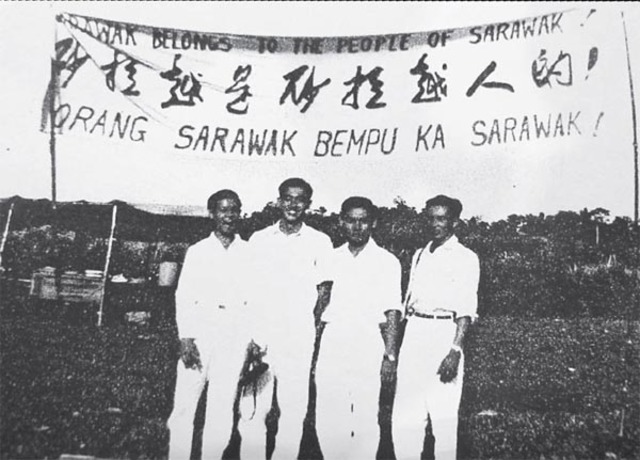 RAWAK BELONGS TO THE PEOPLE OF SARAWAK !
砂拉越是砂拉越人的!
ORANG SARAWAK BEMPU KA SARAWAK !